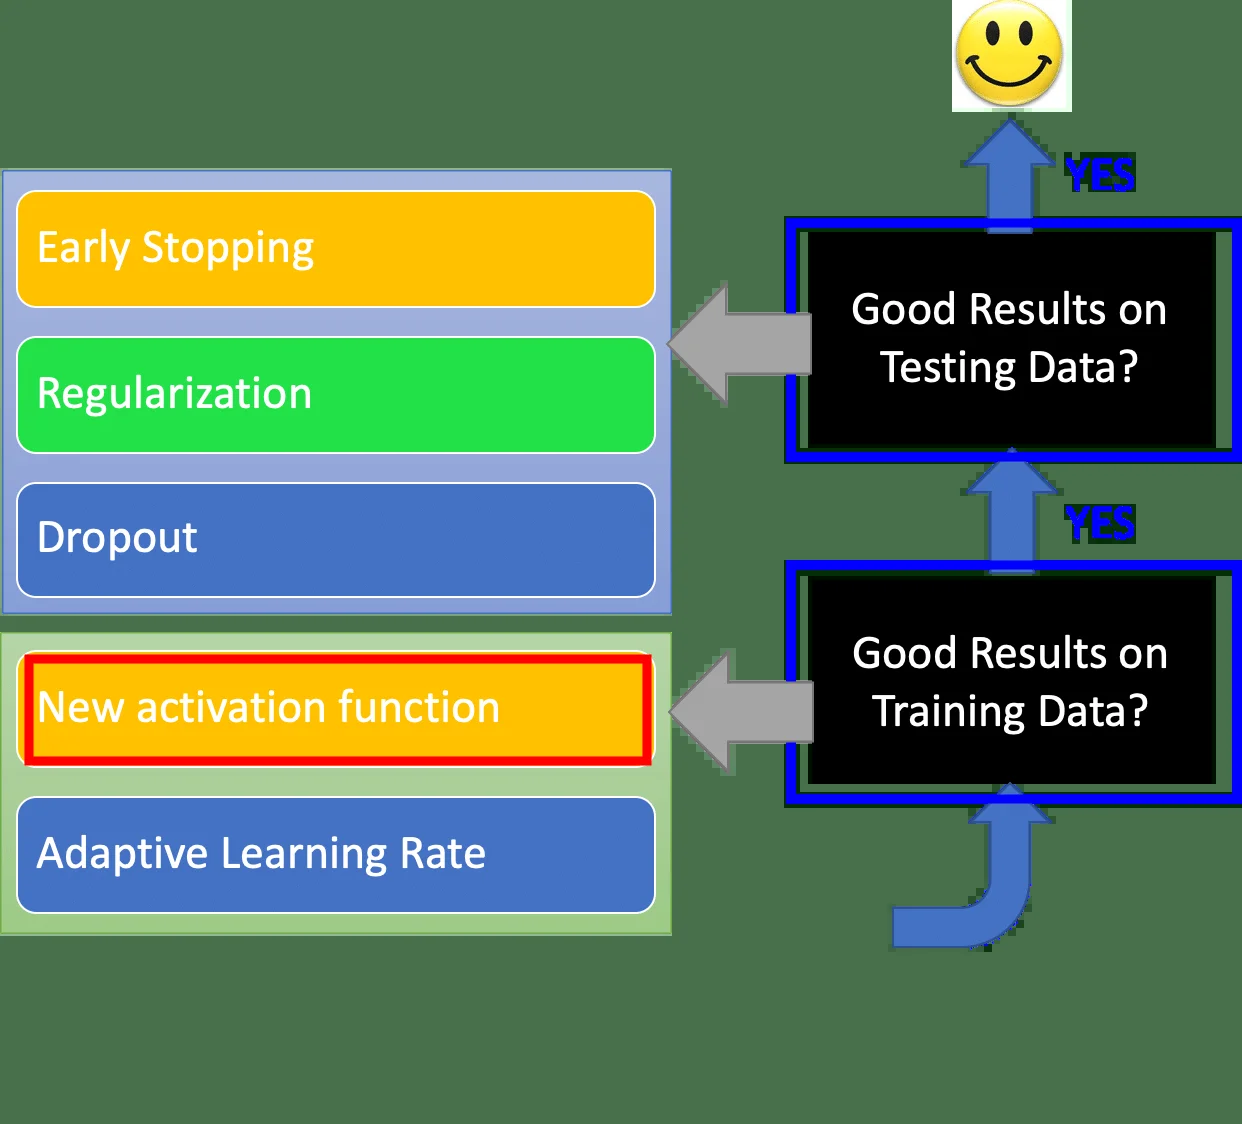 YES
Early Stopping
Good Results on
Testing Data?
Regularization
YES
Dropout
Good Results on
Training Data?
New activation function
Adaptive Learning Rate